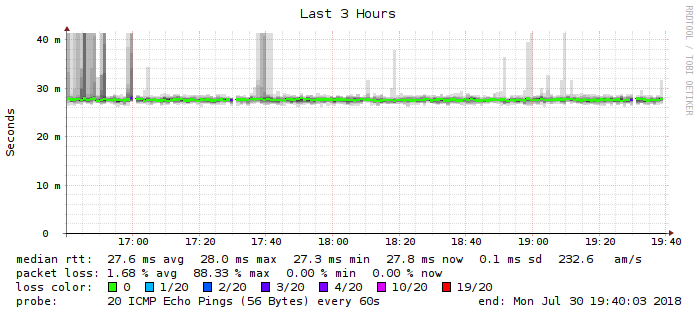 Last 3 Hours
RRDTOOL / TOBI OETIKER
Seconds
40 m
30 m
20 m
10 m
0
17:00 17:20 17:40 18:00 18:20 18:40 19:00 19:20 19:40
median rtt: 27.6 ms avg 28.0 ms max 27.3 ms min 27.8 ms now 0.1 ms sd 232.6 am/s
packet loss: 1.68 % avg 88.33 % max 0.00 % min 0.00 % now
loss color: 0 1/20 2/20 3/20 4/20 10/20 19/20
probe: 20 ICMP Echo Pings (56 Bytes) every 60s end: Mon Jul 30 19:40:03 2018